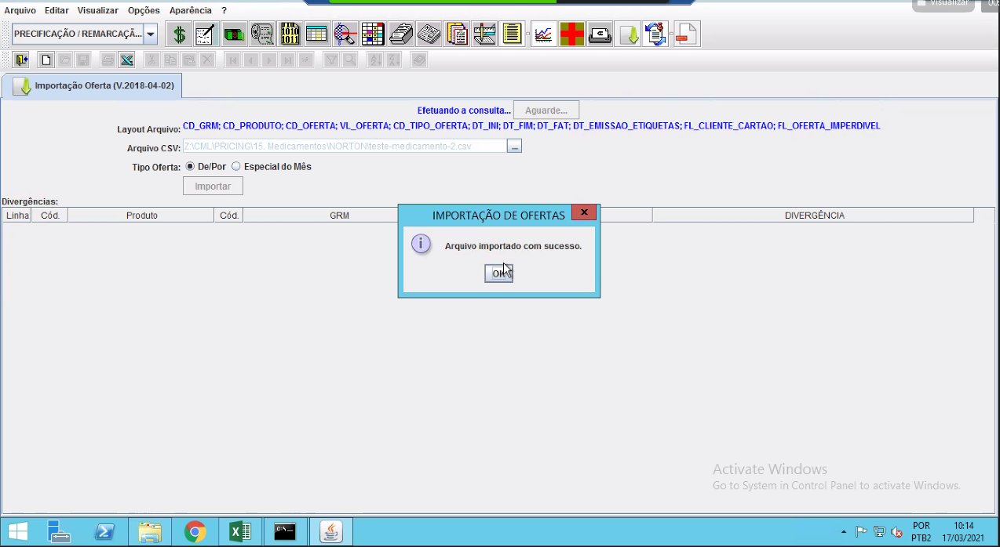 Arquivo Editar Visualizar Opções Aparência ?
Visualizar
PRECIFICAÇÃO / REMARCAÇÃ...
Importação Oferta (V.2018-04-02)
Efetuando a consulta... Aguarde...
Layout Arquivo: CD_GRM; CD_PRODUTO; CD_OFERTA; VL_OFERTA; CD_TIPO_OFERTA; DT_INI; DT_FIM; DT_FAT; DT_EMISSAO_ETIQUETAS; FL_CLIENTE_CARTAO; FL_OFERTA_IMPERDIVEL
Arquivo CSV: Z:\CML\PRICING\15. Medicamentos\NORTON\teste-medicamento-2.csv ...
Tipo Oferta: De/Por Especial do Mês
Importar
Divergências:
Linha Cód. Produto Cód. GRM DIVERGÊNCIA
IMPORTAÇÃO DE OFERTAS x
Arquivo importado com sucesso.
OK
Activate Windows
Go to System in Control Panel to activate Windows.
POR 10:14
PTB2 17/03/2021